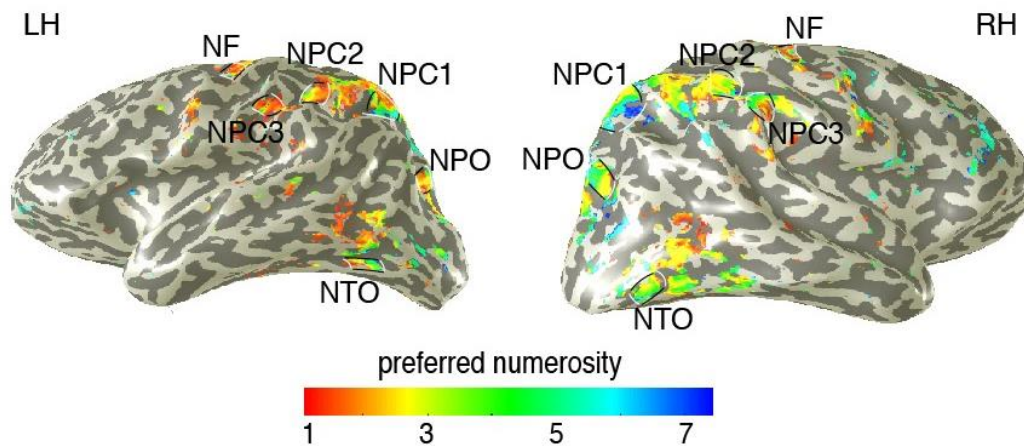 LH
RH
NF
NPC2
NPC1
NPC3
NPO
NTO
NF
NPC2
NPC1
NPC3
NPO
NTO
preferred numerosity
1 3 5 7